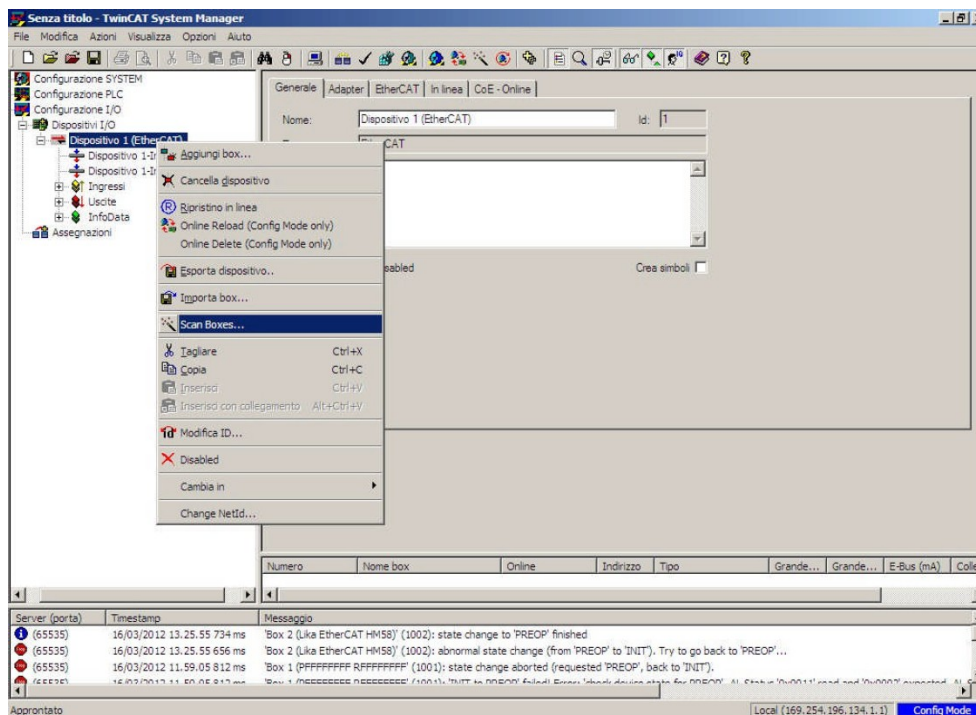 Senza titolo - TwinCAT System Manager
File Modifica Azioni Visualizza Opzioni Aiuto
Configurazione SYSTEM
Configurazione PLC
Configurazione I/O
Dispositivi I/O
Dispositivo 1 (EtherCAT)
Dispositivo
Dispositivo
Ingressi
Uscite
InfoData
Assegnazioni
Aggiungi box...
Cancella dispositivo
Ripristino in linea
Online Reload (Config Mode only)
Online Delete (Config Mode only)
Esporta dispositivo..
Importa box...
Scan Boxes...
Tagliare Ctrl+X
Copia Ctrl+C
Inserisci Ctrl+V
Inserisci con collegamento Alt+Ctrl+V
Modifica ID...
Disabled
Cambia in
Change NetId...
Generale Adapter EtherCAT In linea CoE - Online
Nome: Dispositivo 1 (EtherCAT) Id: 1
Crea simboli
Numero Nome box Online Indirizzo Tipo Grande... Grande... E-Bus (mA)
Server (porta) Timestamp Messaggio
(65535) 16/03/2012 13.25.55 734 ms 'Box 2 (Lika EtherCAT HM58)' (1002): state change to 'PREOP' finished
(65535) 16/03/2012 13.25.55 656 ms 'Box 2 (Lika EtherCAT HM58)' (1002): abnormal state change (from 'PREOP' to 'INIT'). Try to go back to 'PREOP'...
(65535) 16/03/2012 11.59.05 812 ms 'Box 1 (PFFFFFFFF RFFFFFFF)' (1001): state change aborted (requested 'PREOP', back to 'INIT').
Approntato Local (169.254.196.134.1.1) Config Mode